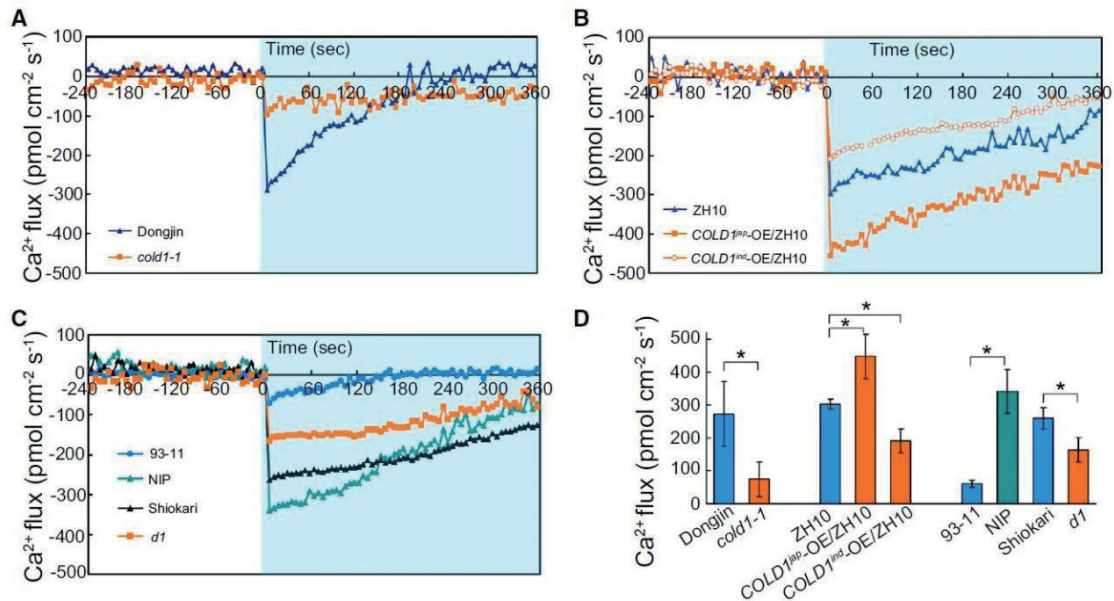 A
Ca²⁺ flux (pmol cm⁻² s⁻¹)
100
0
-100
-200
-300
-400
-500
-240
-180
-120
-60
0
60
120
180
240
300
360
Time (sec)
Dongjin
cold1-1
B
Ca²⁺ flux (pmol cm⁻² s⁻¹)
100
0
-100
-200
-300
-400
-500
-240
-180
-120
-60
0
60
120
180
240
300
360
Time (sec)
ZH10
COLD1ʲᵃᵖ-OE/ZH10
COLD1ⁱⁿᵈ-OE/ZH10
C
Ca²⁺ flux (pmol cm⁻² s⁻¹)
100
0
-100
-200
-300
-400
-500
-240
-180
-120
-60
0
60
120
180
240
300
360
Time (sec)
93-11
NIP
Shiokari
d1
D
Ca²⁺ flux (pmol cm⁻² s⁻¹)
500
400
300
200
100
0
*
*
*
*
*
Dongjin
cold1-1
ZH10
COLD1ʲᵃᵖ-OE/ZH10
COLD1ⁱⁿᵈ-OE/ZH10
93-11
NIP
Shiokari
d1